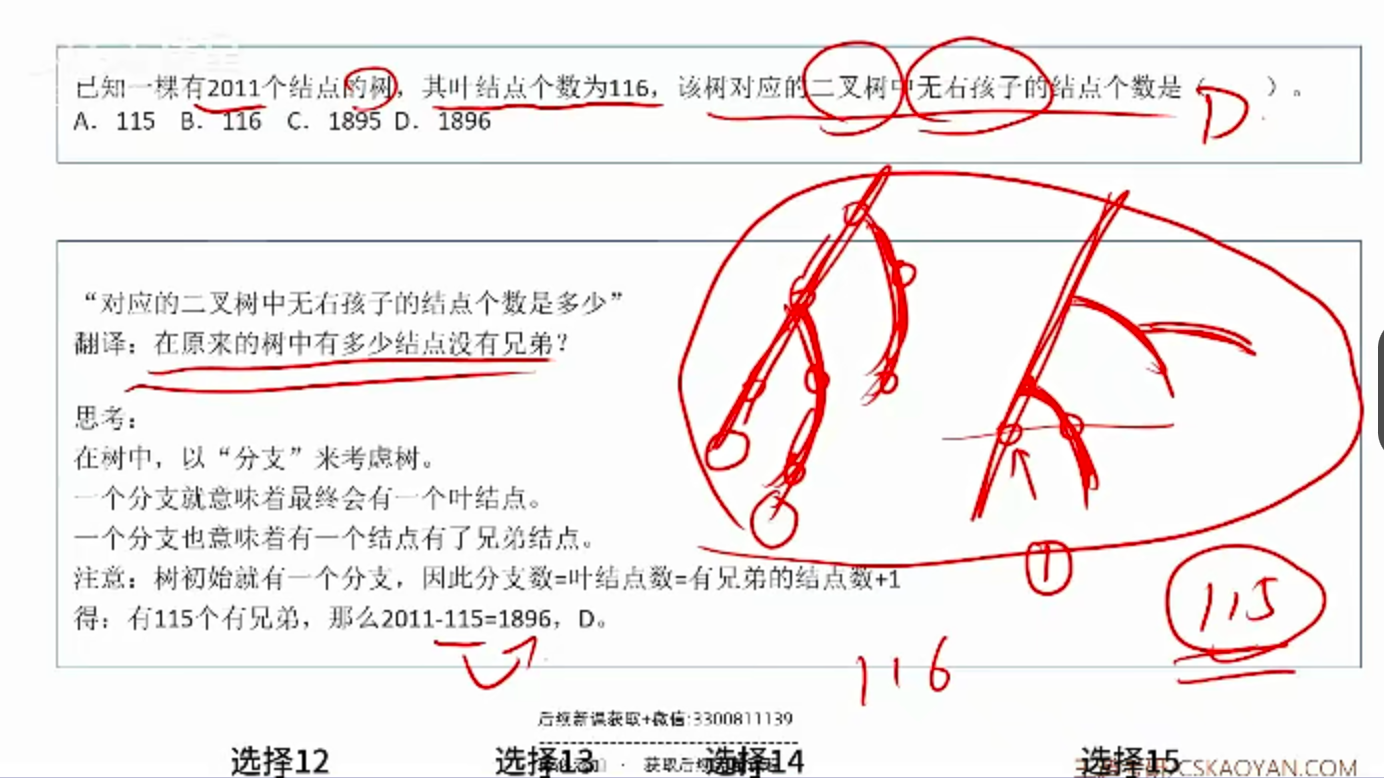 已知一棵有2011个结点的树，其叶结点个数为116，该树对应的二叉树中无右孩子的结点个数是（ ）。
D
A. 115 B. 116 C. 1895 D. 1896
“对应的二叉树中无右孩子的结点个数是多少”
翻译：在原来的树中有多少结点没有兄弟？
思考：
在树中，以“分支”来考虑树。
一个分支就意味着最终会有一个叶结点。
一个分支也意味着有一个结点有了兄弟结点。
注意：树初始就有一个分支，因此分支数=叶结点数=有兄弟的结点数+1
1
得：有115个有兄弟，那么2011-115=1896，D。
115
116
后续新课获取+微信:3300811139
选择12 选择13 选择14 选择15
获取后续
CSKAOYAN.COM